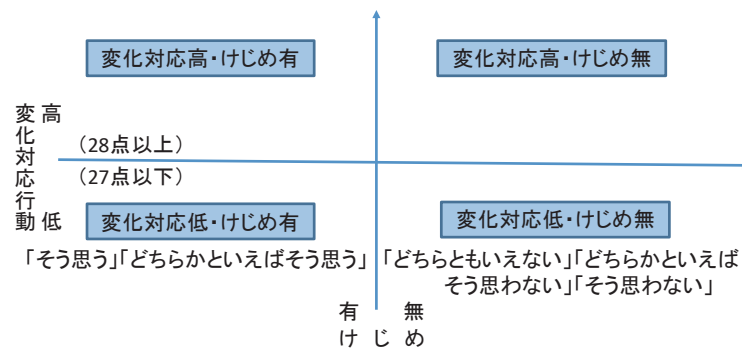 変化対応高・けじめ有
変化対応高・けじめ無
変化対応行動
高
(28点以上)
(27点以下)
低
変化対応低・けじめ有
変化対応低・けじめ無
「そう思う」「どちらかといえばそう思う」
「どちらともいえない」「どちらかといえば
そう思わない」「そう思わない」
有 無
けじめ